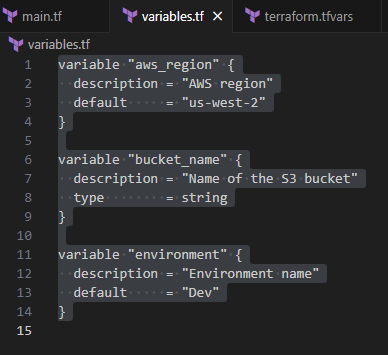 main.tf variables.tf × terraform.tfvars
variables.tf
1 variable "aws_region" {
2   description = "AWS region"
3   default     = "us-west-2"
4 }
5
6 variable "bucket_name" {
7   description = "Name of the S3 bucket"
8   type        = string
9 }
10
11 variable "environment" {
12   description = "Environment name"
13   default     = "Dev"
14 }
15